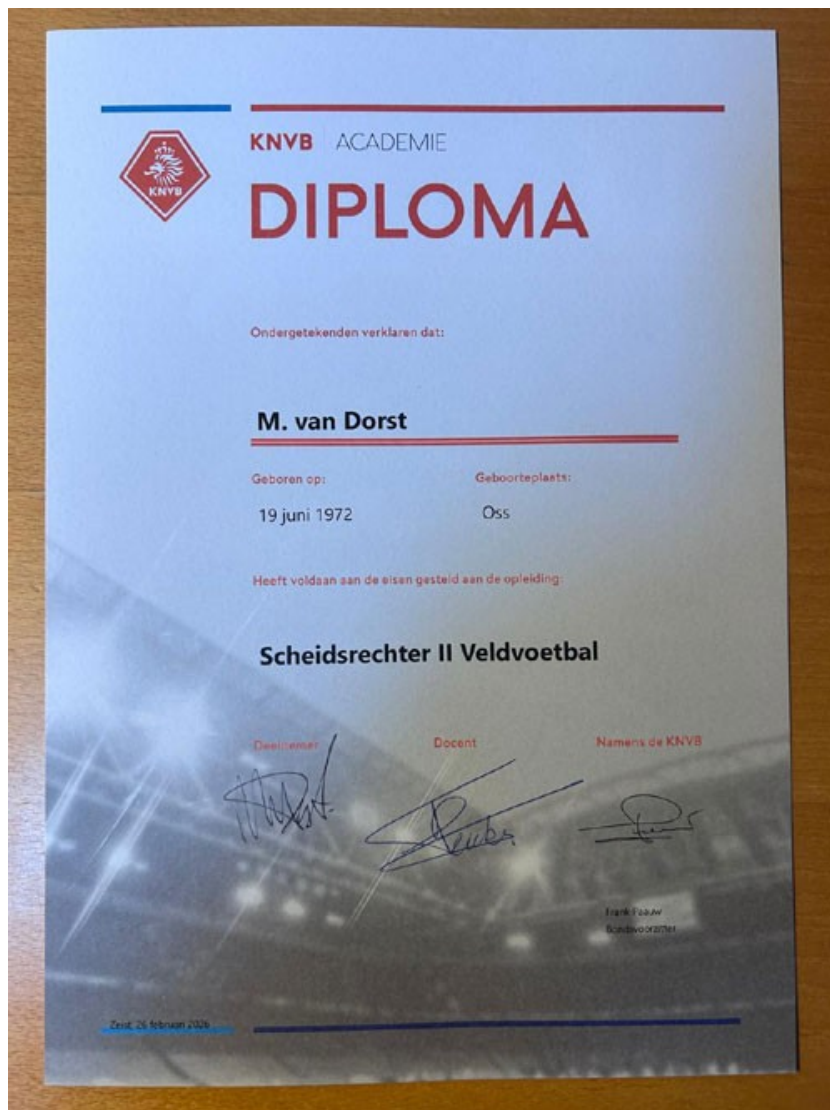 KNVB ACADEMIE
KNVB
DIPLOMA
Ondergetekenden verklaren dat:
M. van Dorst
Geboren op: Geboorteplaats:
19 juni 1972 Oss
Heeft voldaan aan de eisen gesteld aan de opleiding:
Scheidsrechter II Veldvoetbal
Deelnemer Docent Namens de KNVB
Frank Paauw
Bondsvoorzitter
Zeist, 26 februari 2026